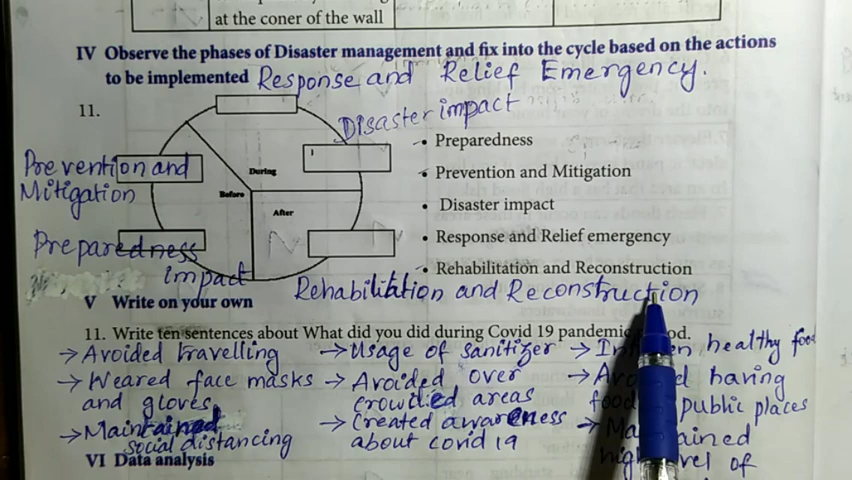 at the coner of the wall
IV Observe the phases of Disaster management and fix into the cycle based on the actions
to be implemented Response and Relief Emergency.
11.
Disaster impact
Prevention and
Mitigation
During
Before
After
Preparedness
impact
• Preparedness
• Prevention and Mitigation
• Disaster impact
• Response and Relief emergency
• Rehabilitation and Reconstruction
Rehabilitation and Reconstruction
V Write on your own
11. Write ten sentences about What did you did during Covid 19 pandemic
→ Avoided travelling → Usage of sanitizer → healthy food
→ Weared face masks → Avoided over → having
and gloves crowdied areas public places
→ Maintained → Created awareness →
social distancing about covid 19
of
VI Data analysis